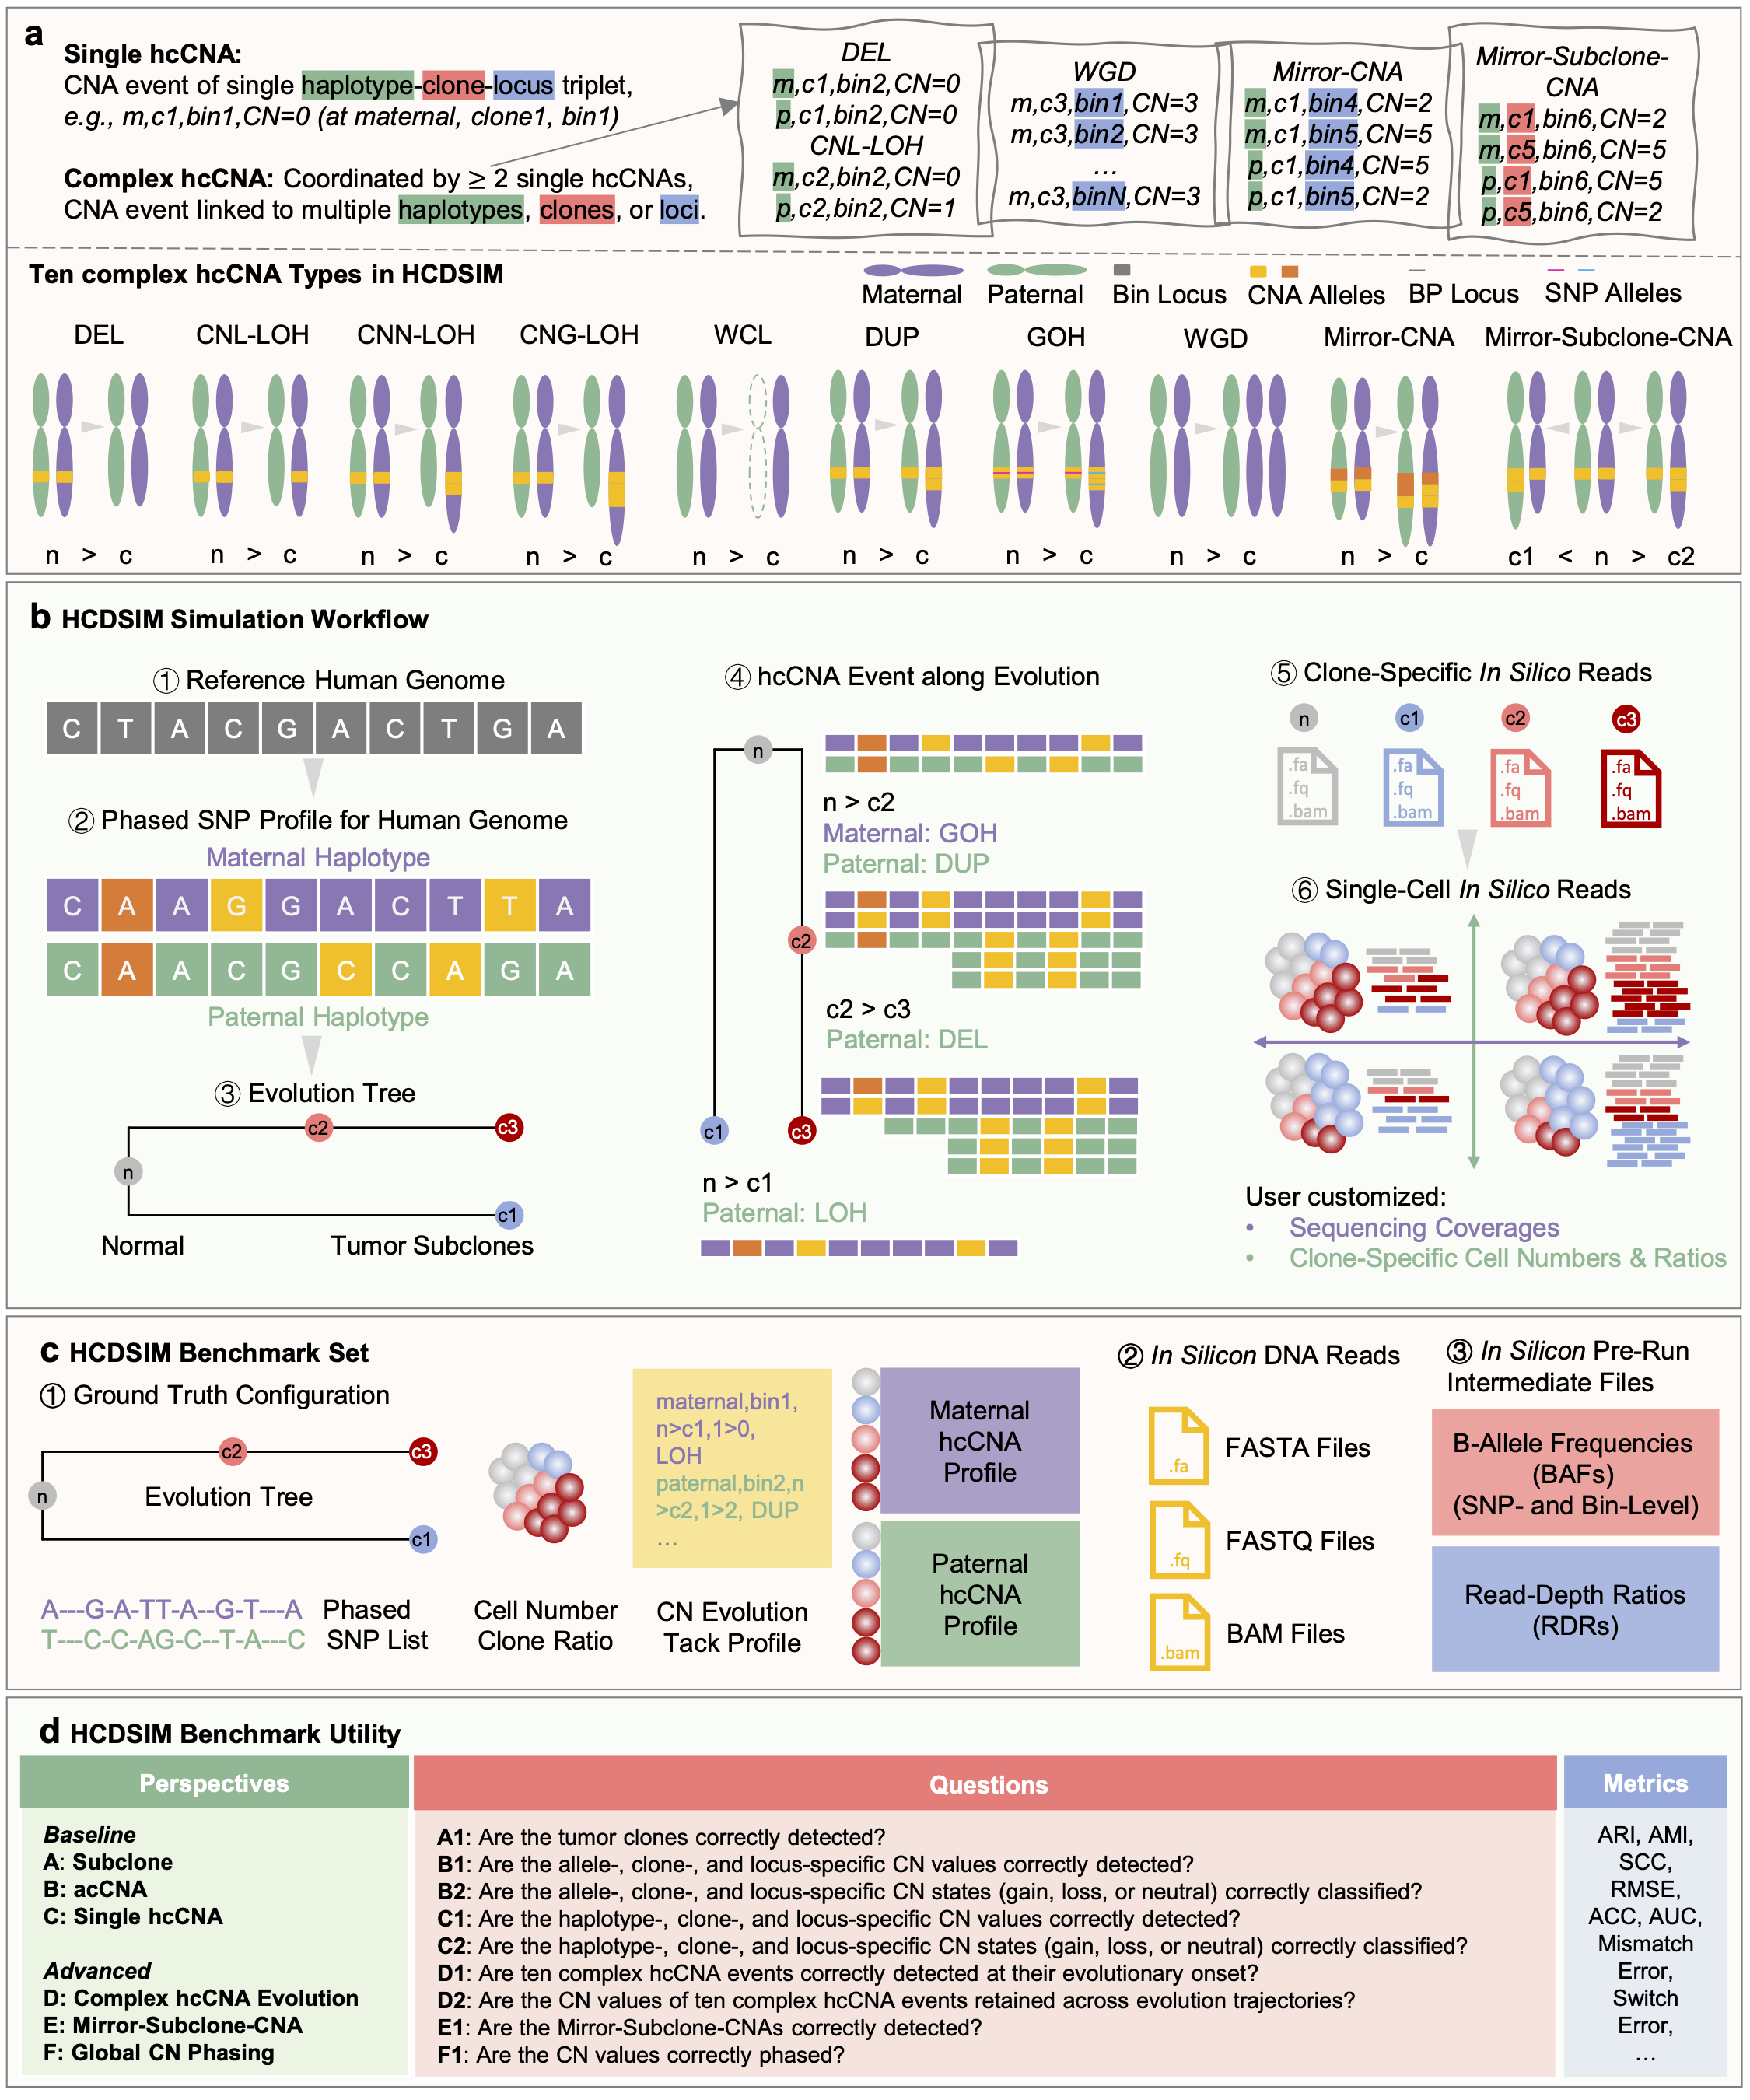 a
Single hcCNA:
CNA event of single haplotype-clone-locus triplet,
e.g., m,c1,bin1,CN=0 (at maternal, clone1, bin1)
Complex hcCNA: Coordinated by ≥ 2 single hcCNAs,
CNA event linked to multiple haplotypes, clones, or loci.
DEL
m,c1,bin2,CN=0
p,c1,bin2,CN=0
CNL-LOH
m,c2,bin2,CN=0
p,c2,bin2,CN=1
WGD
m,c3,bin1,CN=3
m,c3,bin2,CN=3
...
m,c3,binN,CN=3
Mirror-CNA
m,c1,bin4,CN=2
m,c1,bin5,CN=5
p,c1,bin4,CN=5
p,c1,bin5,CN=2
Mirror-Subclone-
CNA
m,c1,bin6,CN=2
m,c5,bin6,CN=5
p,c1,bin6,CN=5
p,c5,bin6,CN=2
Ten complex hcCNA Types in HCDSIM
Maternal Paternal Bin Locus CNA Alleles BP Locus SNP Alleles
DEL CNL-LOH CNN-LOH CNG-LOH WCL DUP GOH WGD Mirror-CNA Mirror-Subclone-CNA
n > c n > c n > c n > c n > c n > c n > c n > c n > c c1 < n > c2
b HCDSIM Simulation Workflow
① Reference Human Genome
C T A C G A C T G A
② Phased SNP Profile for Human Genome
Maternal Haplotype
C A A G G A C T T A
C A A C G C C A G A
Paternal Haplotype
③ Evolution Tree
c2 c3
n
c1
Normal Tumor Subclones
④ hcCNA Event along Evolution
n
n > c2
Maternal: GOH
Paternal: DUP
c2
c2 > c3
Paternal: DEL
c1 c3
n > c1
Paternal: LOH
⑤ Clone-Specific In Silico Reads
n c1 c2 c3
.fa .fa .fa .fa
.fq .fq .fq .fq
.bam .bam .bam .bam
⑥ Single-Cell In Silico Reads
User customized:
• Sequencing Coverages
• Clone-Specific Cell Numbers & Ratios
c HCDSIM Benchmark Set
① Ground Truth Configuration
c2 c3
n
Evolution Tree
c1
A---G-A-TT-A--G-T---A Phased
T---C-C-AG-C--T-A---C SNP List
Cell Number
Clone Ratio
maternal,bin1,
n>c1,1>0,
LOH
paternal,bin2,n
>c2,1>2, DUP
...
CN Evolution
Tack Profile
Maternal
hcCNA
Profile
Paternal
hcCNA
Profile
② In Silicon DNA Reads
.fa FASTA Files
.fq FASTQ Files
.bam BAM Files
③ In Silicon Pre-Run
Intermediate Files
B-Allele Frequencies
(BAFs)
(SNP- and Bin-Level)
Read-Depth Ratios
(RDRs)
d HCDSIM Benchmark Utility
Perspectives
Baseline
A: Subclone
B: acCNA
C: Single hcCNA
Advanced
D: Complex hcCNA Evolution
E: Mirror-Subclone-CNA
F: Global CN Phasing
Questions
A1: Are the tumor clones correctly detected?
B1: Are the allele-, clone-, and locus-specific CN values correctly detected?
B2: Are the allele-, clone-, and locus-specific CN states (gain, loss, or neutral) correctly classified?
C1: Are the haplotype-, clone-, and locus-specific CN values correctly detected?
C2: Are the haplotype-, clone-, and locus-specific CN states (gain, loss, or neutral) correctly classified?
D1: Are ten complex hcCNA events correctly detected at their evolutionary onset?
D2: Are the CN values of ten complex hcCNA events retained across evolution trajectories?
E1: Are the Mirror-Subclone-CNAs correctly detected?
F1: Are the CN values correctly phased?
Metrics
ARI, AMI,
SCC,
RMSE,
ACC, AUC,
Mismatch
Error,
Switch
Error,
...